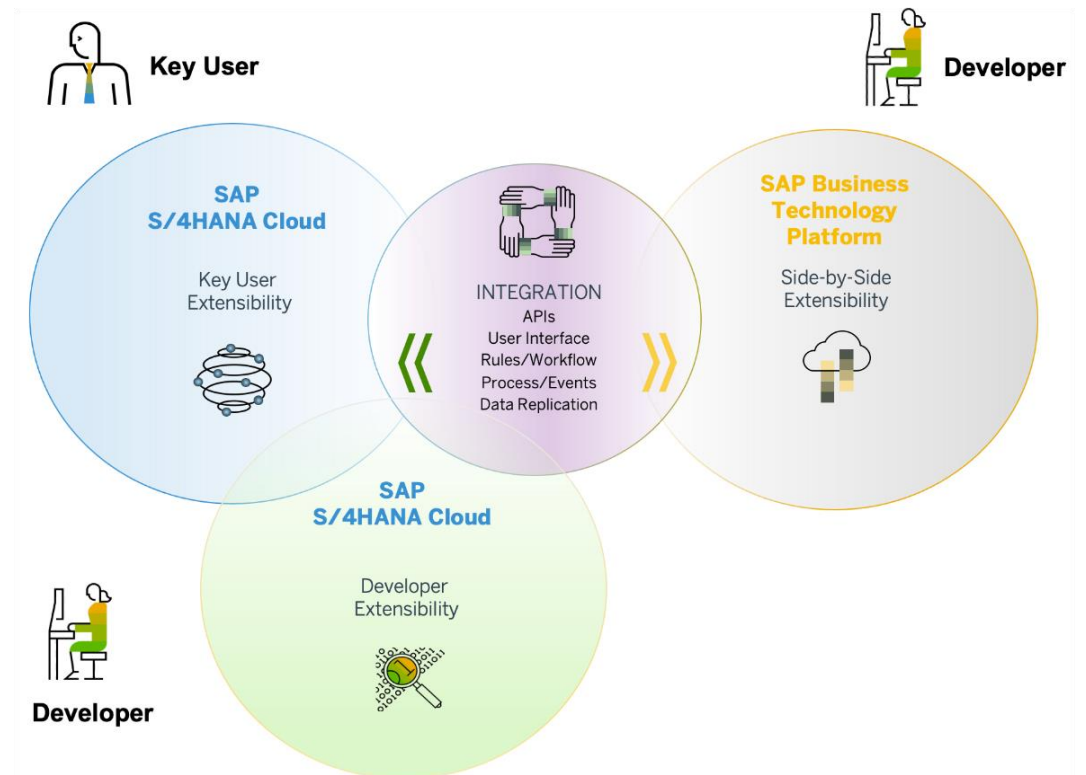 Key User
Developer
SAP
S/4HANA Cloud
Key User
Extensibility
INTEGRATION
APIs
User Interface
Rules/Workflow
Process/Events
Data Replication
SAP Business
Technology
Platform
Side-by-Side
Extensibility
SAP
S/4HANA Cloud
Developer
Extensibility
Developer